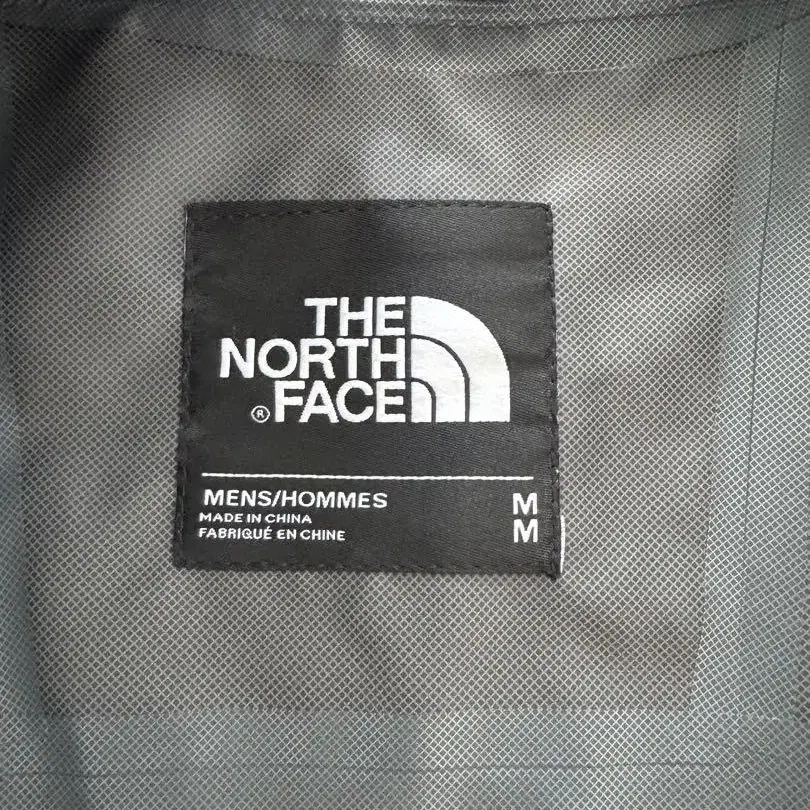 THE
NORTH
® FACE
MENS/HOMMES M
MADE IN CHINA
FABRIQUÉ EN CHINE M